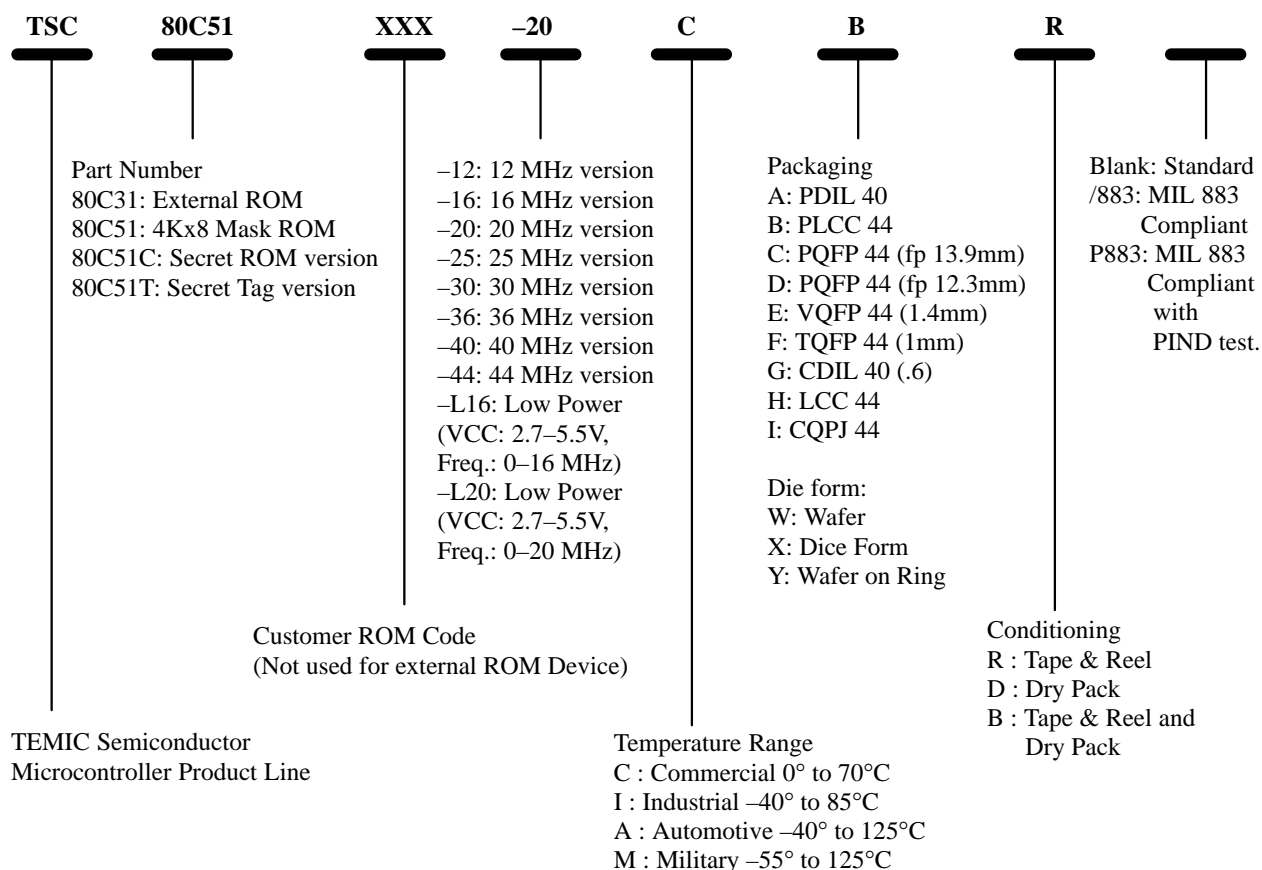 TSC 80C51 XXX –20 C B R
Part Number
80C31: External ROM
80C51: 4Kx8 Mask ROM
80C51C: Secret ROM version
80C51T: Secret Tag version
–12: 12 MHz version
–16: 16 MHz version
–20: 20 MHz version
–25: 25 MHz version
–30: 30 MHz version
–36: 36 MHz version
–40: 40 MHz version
–44: 44 MHz version
–L16: Low Power
(VCC: 2.7–5.5V,
Freq.: 0–16 MHz)
–L20: Low Power
(VCC: 2.7–5.5V,
Freq.: 0–20 MHz)
Packaging
A: PDIL 40
B: PLCC 44
C: PQFP 44 (fp 13.9mm)
D: PQFP 44 (fp 12.3mm)
E: VQFP 44 (1.4mm)
F: TQFP 44 (1mm)
G: CDIL 40 (.6)
H: LCC 44
I: CQPJ 44
Die form:
W: Wafer
X: Dice Form
Y: Wafer on Ring
Blank: Standard
/883: MIL 883
Compliant
P883: MIL 883
Compliant
with
PIND test.
Customer ROM Code
(Not used for external ROM Device)
Conditioning
R : Tape & Reel
D : Dry Pack
B : Tape & Reel and
Dry Pack
TEMIC Semiconductor
Microcontroller Product Line
Temperature Range
C : Commercial 0° to 70°C
I : Industrial –40° to 85°C
A : Automotive –40° to 125°C
M : Military –55° to 125°C